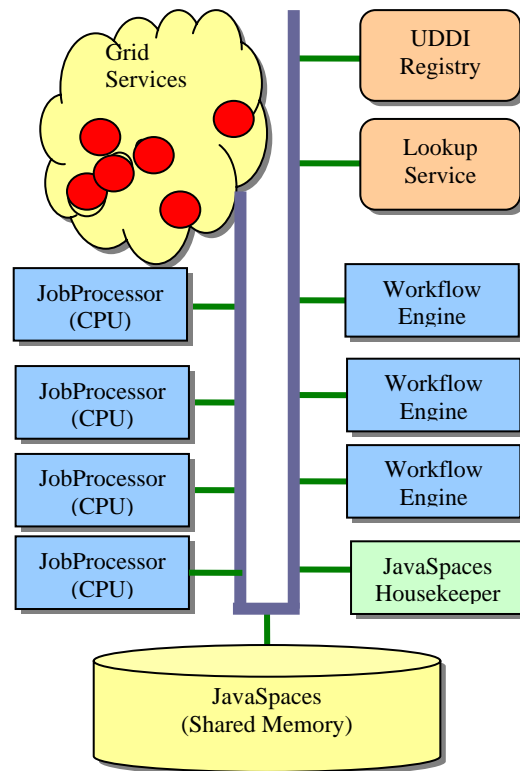 Grid
Services
UDDI
Registry
Lookup
Service
JobProcessor
(CPU)
Workflow
Engine
JobProcessor
(CPU)
Workflow
Engine
JobProcessor
(CPU)
Workflow
Engine
JobProcessor
(CPU)
JavaSpaces
Housekeeper
JavaSpaces
(Shared Memory)